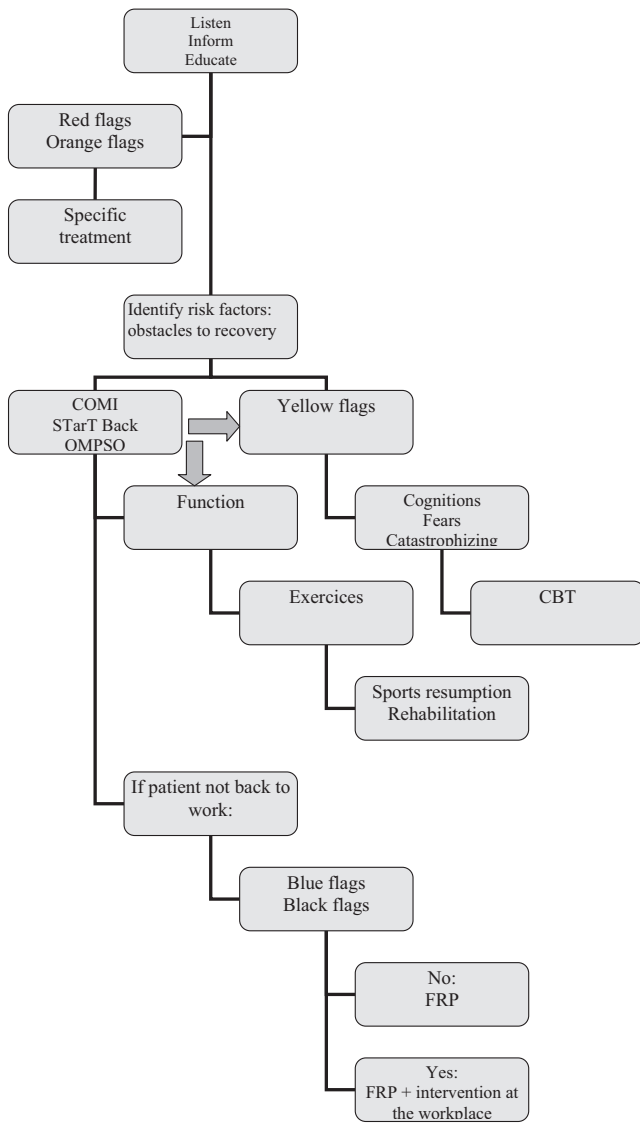 Listen
Inform
Educate
Red flags
Orange flags
Specific
treatment
Identify risk factors:
obstacles to recovery
COMI
STarT Back
OMPSO
Yellow flags
Function
Cognitions
Fears
Catastrophizing
Exercices
CBT
Sports resumption
Rehabilitation
If patient not back to
work:
Blue flags
Black flags
No:
FRP
Yes:
FRP + intervention at
the workplace